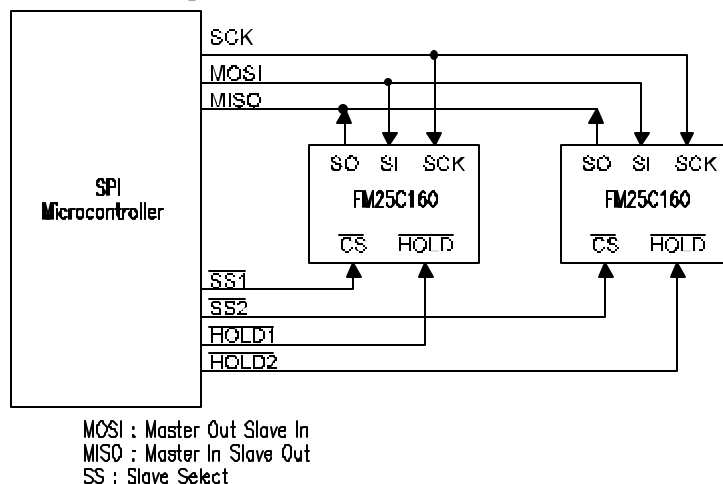 SCK
MOSI
MISO
SO SI SCK
FM25C160
CS HOLD
SO SI SCK
FM25C160
CS HOLD
SPI
Microcontroller
SS1
SS2
HOLD1
HOLD2
MOSI : Master Out Slave In
MISO : Master In Slave Out
SS : Slave Select